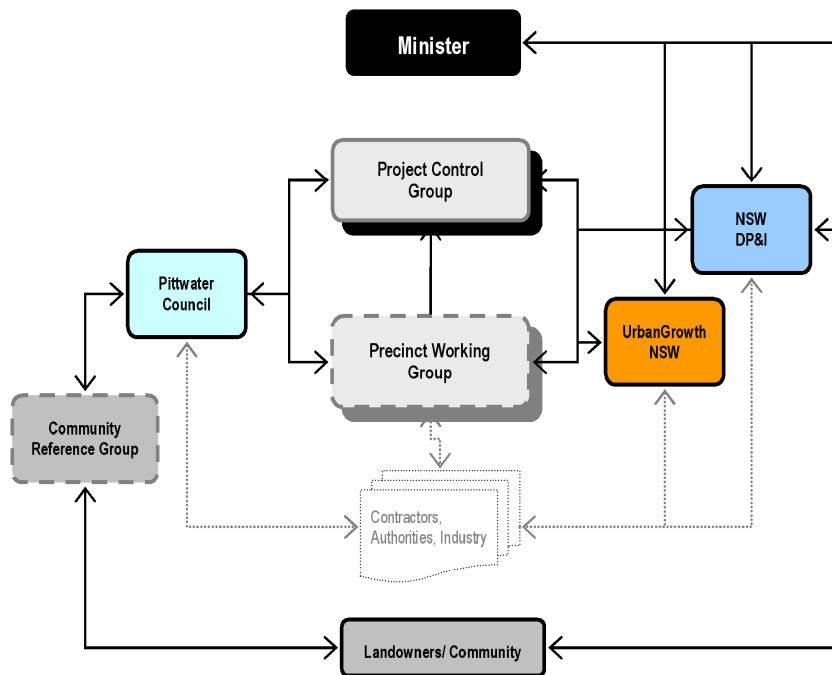 Minister
Project Control
Group
NSW
DP&I
Pittwater
Council
UrbanGrowth
NSW
Precinct Working
Group
Community
Reference Group
Contractors,
Authorities, Industry
Landowners/ Community